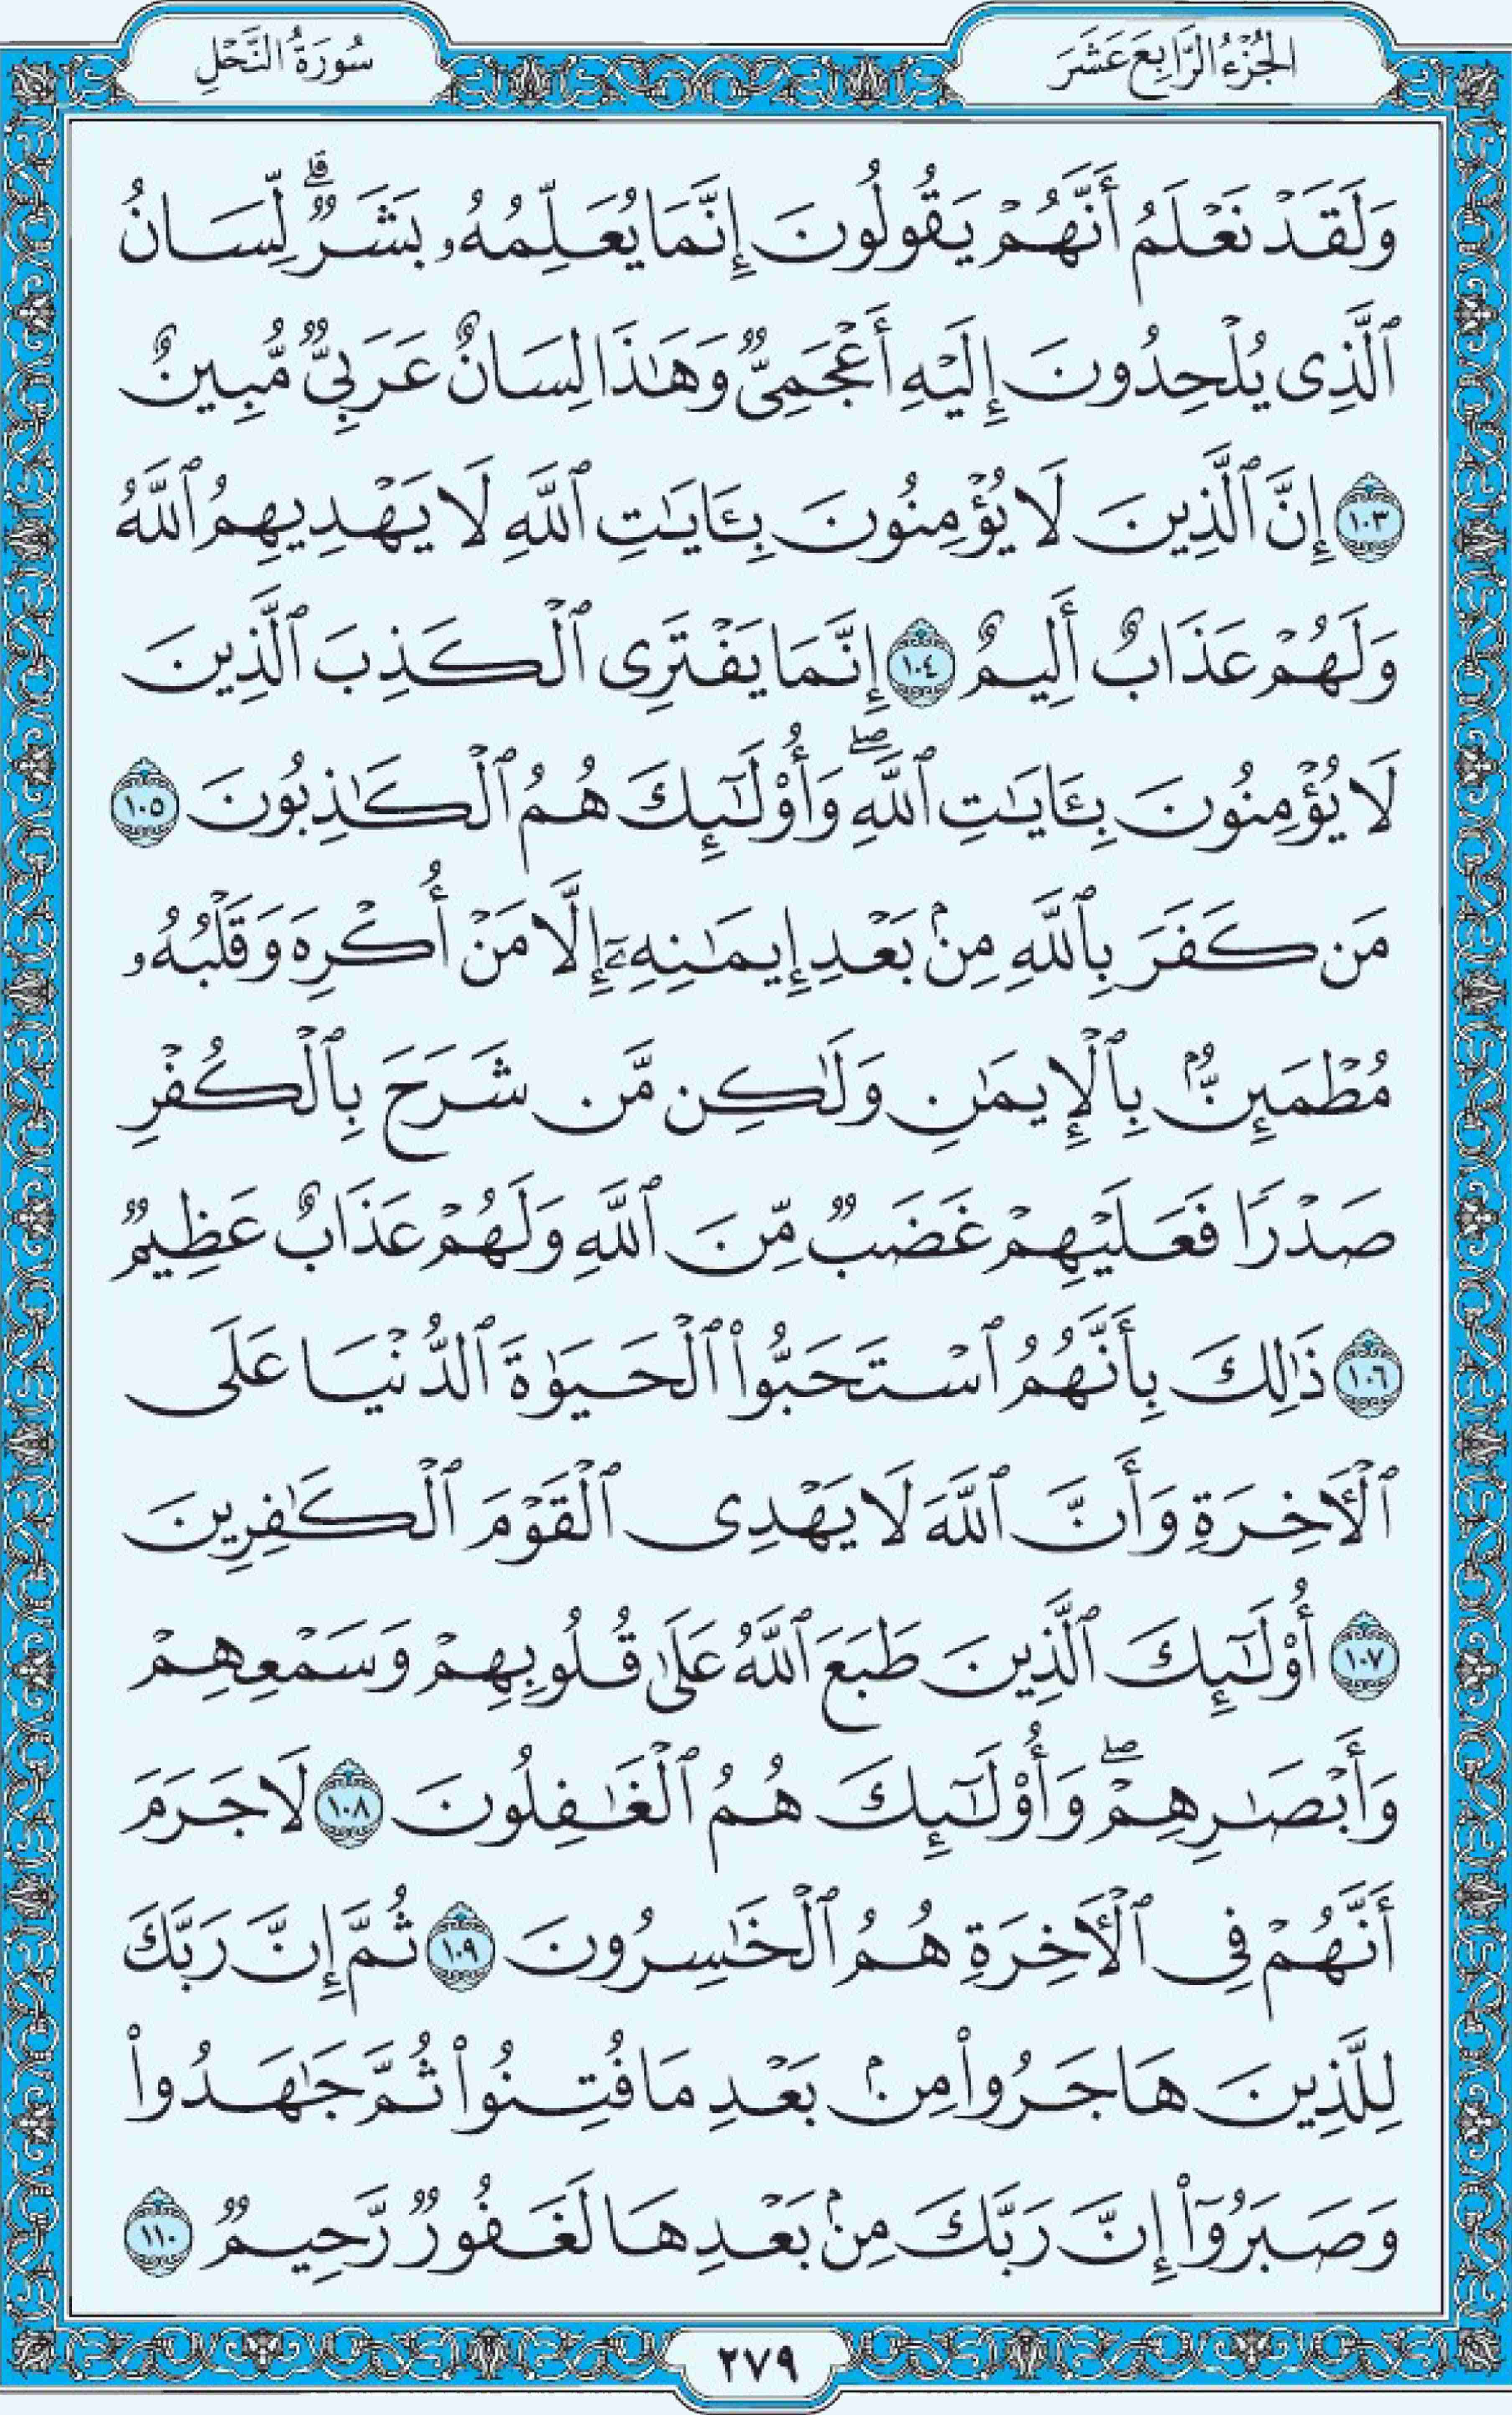 الجُزْءُ الرَّابِعَ عَشَرَ
سُورَةُ النَّحْلِ
وَلَقَدْ نَعْلَمُ أَنَّهُمْ يَقُولُونَ إِنَّمَا يُعَلِّمُهُۥ بَشَرٌۗ لِّسَانُ
ٱلَّذِى يُلْحِدُونَ إِلَيْهِ أَعْجَمِىٌّ وَهَٰذَا لِسَانٌ عَرَبِىٌّ مُّبِينٌ
١٠٣ إِنَّ ٱلَّذِينَ لَا يُؤْمِنُونَ بِـَٔايَٰتِ ٱللَّهِ لَا يَهْدِيهِمُ ٱللَّهُ
وَلَهُمْ عَذَابٌ أَلِيمٌ ١٠٤ إِنَّمَا يَفْتَرِى ٱلْكَذِبَ ٱلَّذِينَ
لَا يُؤْمِنُونَ بِـَٔايَٰتِ ٱللَّهِۖ وَأُو۟لَٰٓئِكَ هُمُ ٱلْكَٰذِبُونَ ١٠٥
مَن كَفَرَ بِٱللَّهِ مِنۢ بَعْدِ إِيمَٰنِهِۦٓ إِلَّا مَنْ أُكْرِهَ وَقَلْبُهُۥ
مُطْمَئِنٌّۢ بِٱلْإِيمَٰنِ وَلَٰكِن مَّن شَرَحَ بِٱلْكُفْرِ
صَدْرًا فَعَلَيْهِمْ غَضَبٌ مِّنَ ٱللَّهِ وَلَهُمْ عَذَابٌ عَظِيمٌ
١٠٦ ذَٰلِكَ بِأَنَّهُمُ ٱسْتَحَبُّوا۟ ٱلْحَيَوٰةَ ٱلدُّنْيَا عَلَى
ٱلْـَٔاخِرَةِ وَأَنَّ ٱللَّهَ لَا يَهْدِى ٱلْقَوْمَ ٱلْكَٰفِرِينَ
١٠٧ أُو۟لَٰٓئِكَ ٱلَّذِينَ طَبَعَ ٱللَّهُ عَلَىٰ قُلُوبِهِمْ وَسَمْعِهِمْ
وَأَبْصَٰرِهِمْۖ وَأُو۟لَٰٓئِكَ هُمُ ٱلْغَٰفِلُونَ ١٠٨ لَا جَرَمَ
أَنَّهُمْ فِى ٱلْـَٔاخِرَةِ هُمُ ٱلْخَٰسِرُونَ ١٠٩ ثُمَّ إِنَّ رَبَّكَ
لِلَّذِينَ هَاجَرُوا۟ مِنۢ بَعْدِ مَا فُتِنُوا۟ ثُمَّ جَٰهَدُوا۟
وَصَبَرُوٓا۟ إِنَّ رَبَّكَ مِنۢ بَعْدِهَا لَغَفُورٌ رَّحِيمٌ ١١٠
٢٧٩